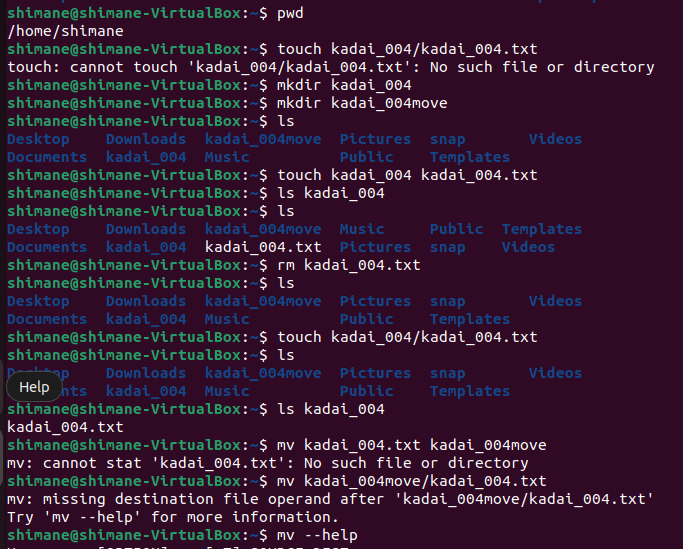 shimane@shimane-VirtualBox:~$ pwd
/home/shimane
shimane@shimane-VirtualBox:~$ touch kadai_004/kadai_004.txt
touch: cannot touch 'kadai_004/kadai_004.txt': No such file or directory
shimane@shimane-VirtualBox:~$ mkdir kadai_004
shimane@shimane-VirtualBox:~$ mkdir kadai_004move
shimane@shimane-VirtualBox:~$ ls
Desktop    Downloads  kadai_004move  Pictures  snap       Videos
Documents  kadai_004  Music          Public    Templates
shimane@shimane-VirtualBox:~$ touch kadai_004 kadai_004.txt
shimane@shimane-VirtualBox:~$ ls kadai_004
shimane@shimane-VirtualBox:~$ ls
Desktop    Downloads  kadai_004move  Music     Public  Templates
Documents  kadai_004  kadai_004.txt  Pictures  snap    Videos
shimane@shimane-VirtualBox:~$ rm kadai_004.txt
shimane@shimane-VirtualBox:~$ ls
Desktop    Downloads  kadai_004move  Pictures  snap       Videos
Documents  kadai_004  Music          Public    Templates
shimane@shimane-VirtualBox:~$ touch kadai_004/kadai_004.txt
shimane@shimane-VirtualBox:~$ ls
Downloads  kadai_004move  Pictures  snap       Videos
Help
kadai_004  Music          Public    Templates
shimane@shimane-VirtualBox:~$ ls kadai_004
kadai_004.txt
shimane@shimane-VirtualBox:~$ mv kadai_004.txt kadai_004move
mv: cannot stat 'kadai_004.txt': No such file or directory
shimane@shimane-VirtualBox:~$ mv kadai_004move/kadai_004.txt
mv: missing destination file operand after 'kadai_004move/kadai_004.txt'
Try 'mv --help' for more information.
shimane@shimane-VirtualBox:~$ mv --help